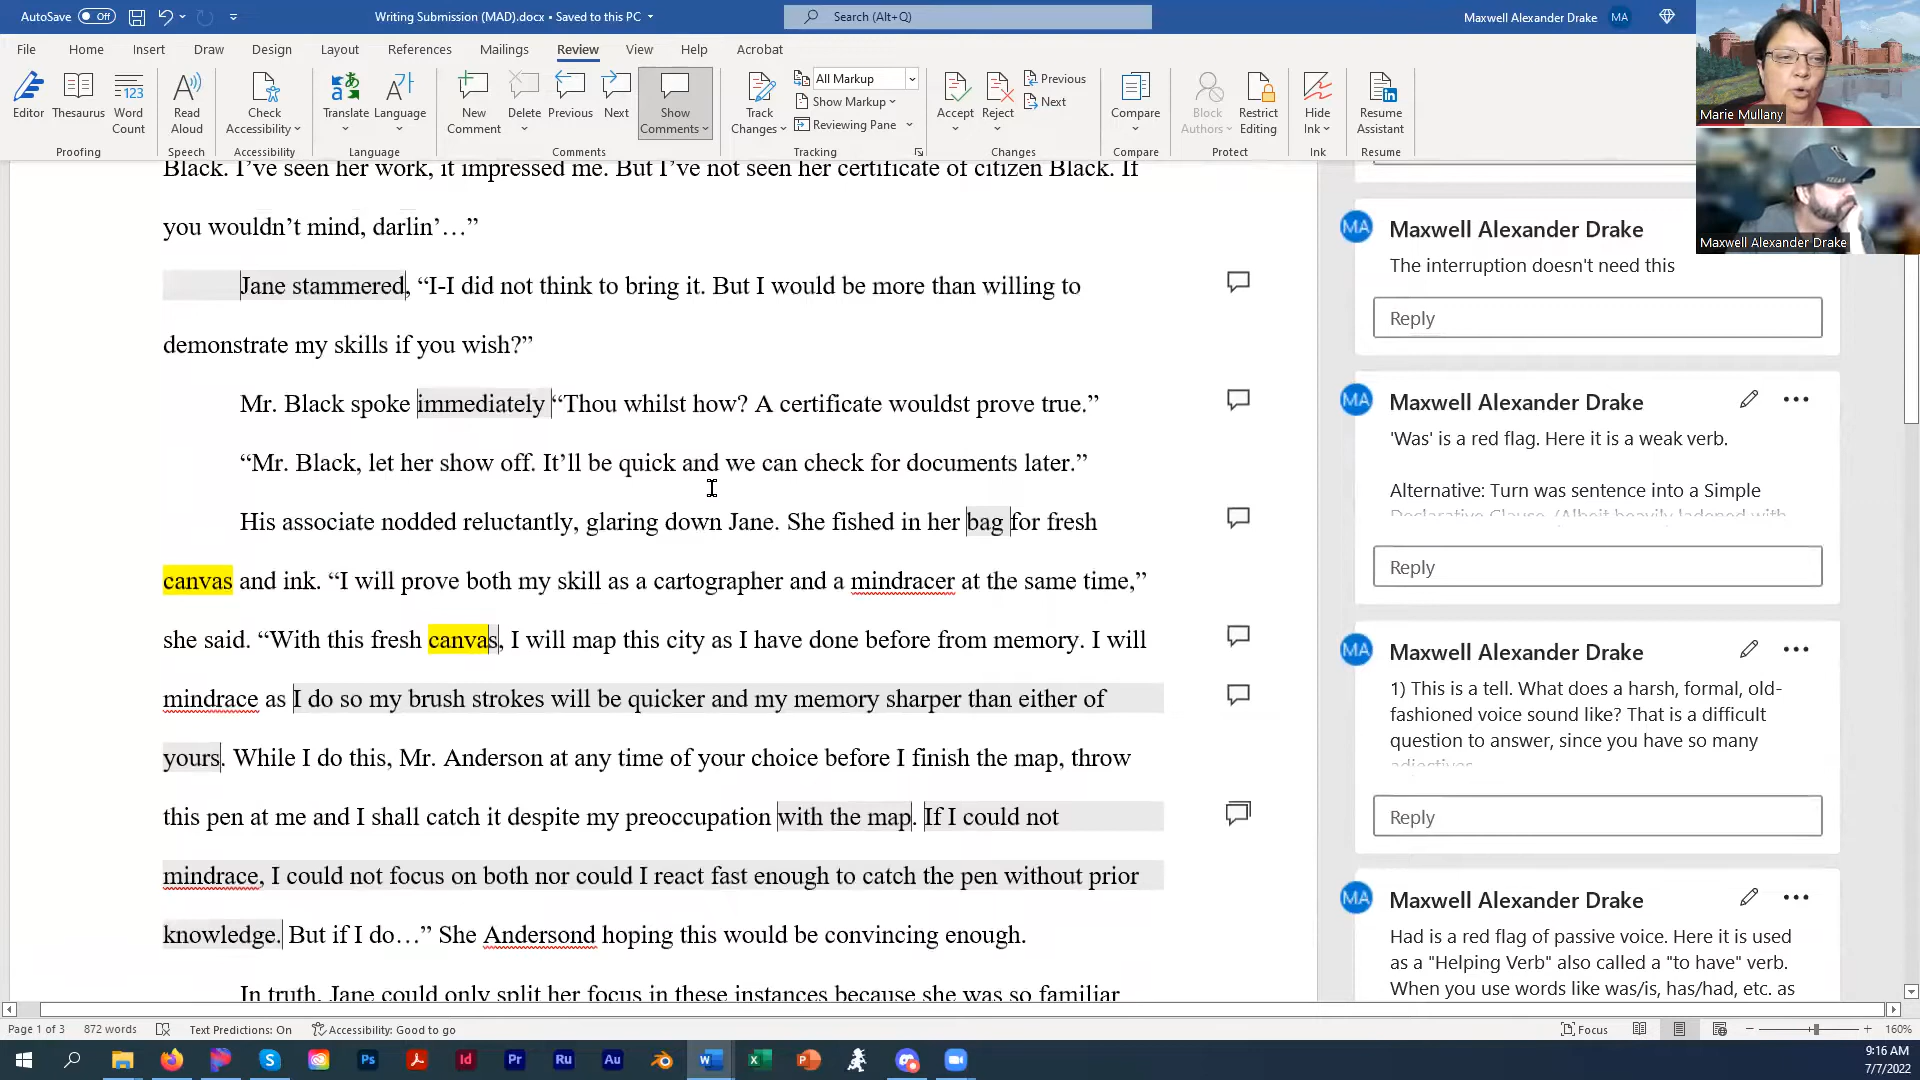 AutoSave Off Writing Submission (MAD).docx • Saved to this PC Search (Alt+Q) Maxwell Alexander Drake MA
File Home Insert Draw Design Layout References Mailings Review View Help Acrobat
Editor Thesaurus Word Count Read Aloud Check Accessibility Translate Language New Comment Delete Previous Next Show Comments Track Changes All Markup Show Markup Reviewing Pane Accept Reject Previous Next Compare Block Authors Restrict Editing Hide Ink Resume Assistant
Proofing Speech Accessibility Language Comments Tracking Changes Compare Protect Ink Resume
Marie Mullany
Maxwell Alexander Drake
Black. I’ve seen her work, it impressed me. But I’ve not seen her certificate of citizen Black. If
you wouldn’t mind, darlin’…”
Jane stammered, “I-I did not think to bring it. But I would be more than willing to
demonstrate my skills if you wish?”
Mr. Black spoke immediately “Thou whilst how? A certificate wouldst prove true.”
“Mr. Black, let her show off. It’ll be quick and we can check for documents later.”
His associate nodded reluctantly, glaring down Jane. She fished in her bag for fresh
canvas and ink. “I will prove both my skill as a cartographer and a mindracer at the same time,”
she said. “With this fresh canvas, I will map this city as I have done before from memory. I will
mindrace as I do so my brush strokes will be quicker and my memory sharper than either of
yours. While I do this, Mr. Anderson at any time of your choice before I finish the map, throw
this pen at me and I shall catch it despite my preoccupation with the map. If I could not
mindrace, I could not focus on both nor could I react fast enough to catch the pen without prior
knowledge. But if I do…” She Andersond hoping this would be convincing enough.
In truth, Jane could only split her focus in these instances because she was so familiar
MA Maxwell Alexander Drake
The interruption doesn't need this
Reply
MA Maxwell Alexander Drake
'Was' is a red flag. Here it is a weak verb.
Alternative: Turn was sentence into a Simple
Declarative Clause. (Albeit heavily ladened with
Reply
MA Maxwell Alexander Drake
1) This is a tell. What does a harsh, formal, old-
fashioned voice sound like? That is a difficult
question to answer, since you have so many
adjectives
Reply
MA Maxwell Alexander Drake
Had is a red flag of passive voice. Here it is used
as a "Helping Verb" also called a "to have" verb.
When you use words like was/is, has/had, etc. as
Page 1 of 3 872 words Text Predictions: On Accessibility: Good to go Focus 160%
Ps Id Pr Ru Au
9:16 AM
7/7/2022